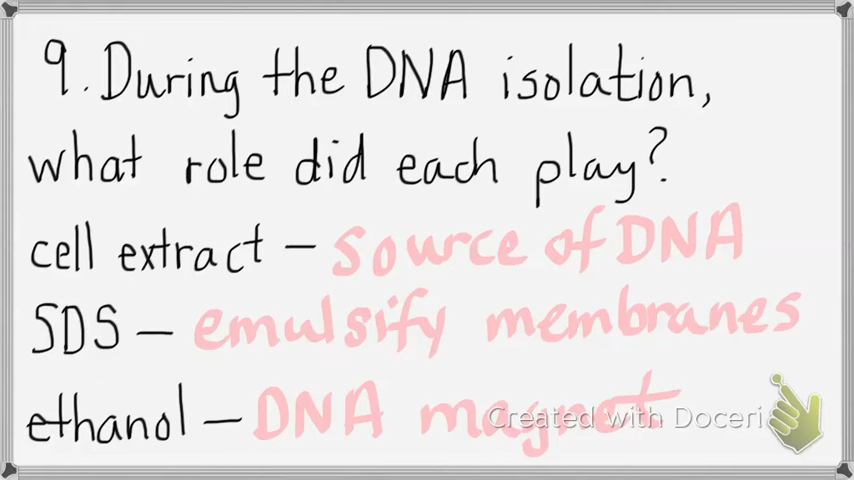 9. During the DNA isolation,
what role did each play?
cell extract – source of DNA
SDS – emulsify membranes
ethanol – DNA magnet
Created with Doceri